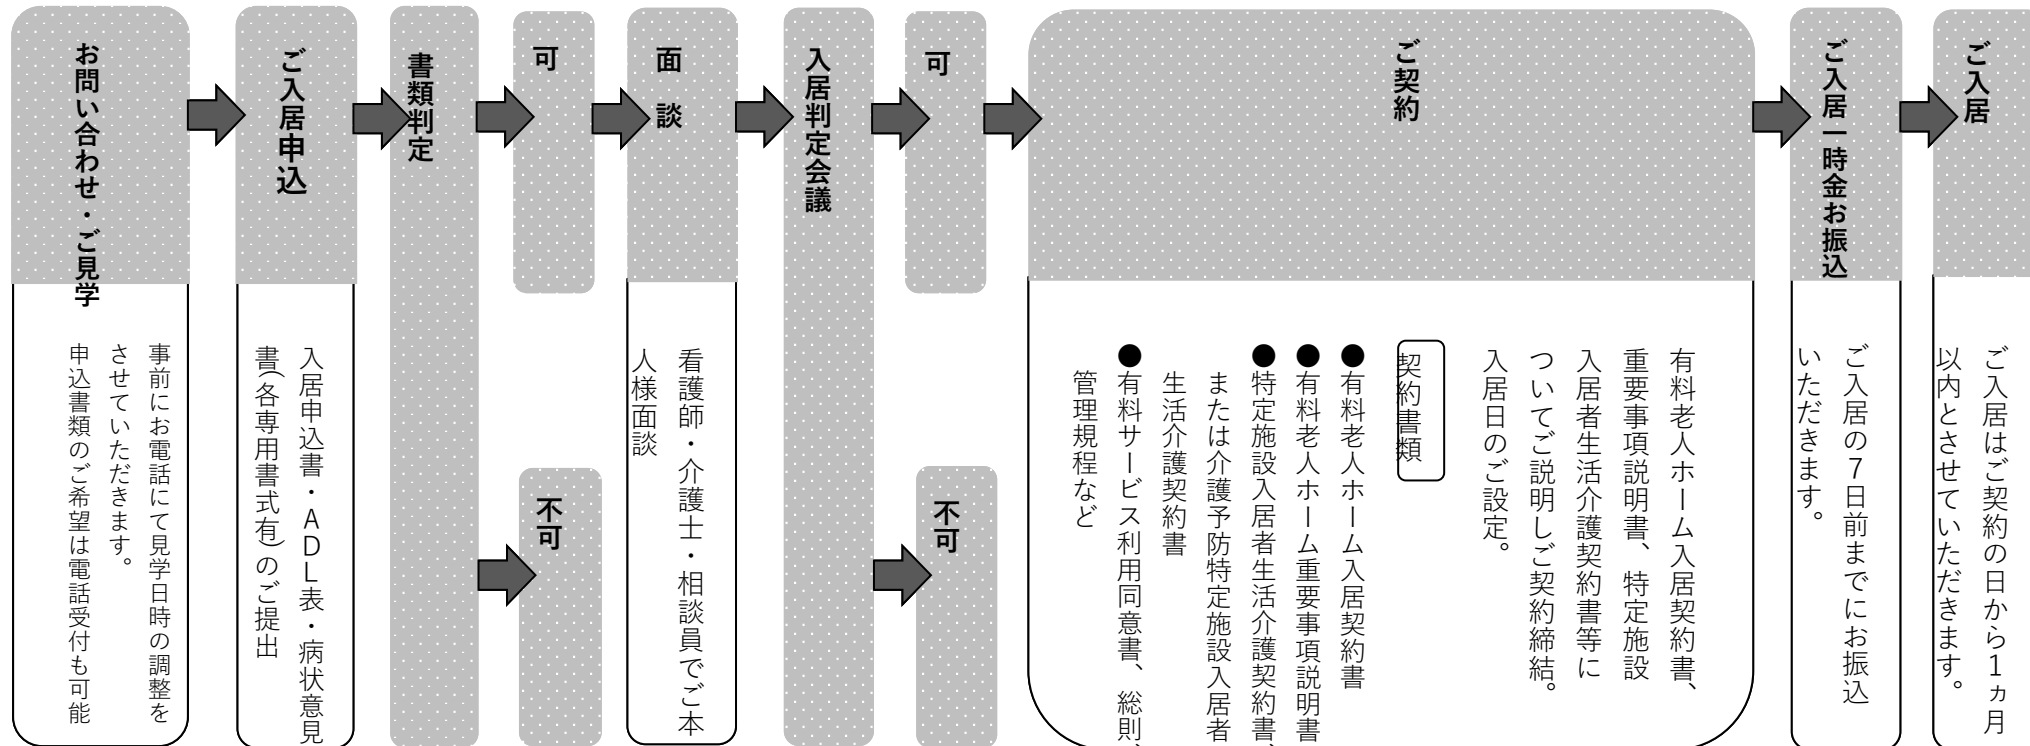 お問い合わせ・ご見学
事前にお電話にて見学日時の調整を
させていただきます。
申込書類のご希望は電話受付も可能
ご入居申込
入居申込書・ADL表・病状意見
書(各専用書式有)のご提出
書類判定
可
不可
面談
看護師・介護士・相談員でご本
人様面談
入居判定会議
可
不可
ご契約
有料老人ホーム入居契約書、
重要事項説明書、特定施設
入居者生活介護契約書等に
ついてご説明しご契約締結。
入居日のご設定。
契約書類
●有料老人ホーム入居契約書
●有料老人ホーム重要事項説明書
●特定施設入居者生活介護契約書、
または介護予防特定施設入居者
生活介護契約書
●有料サービス利用同意書、総則、
管理規程など
ご入居一時金お振込
ご入居の7日前までにお振込
いただきます。
ご入居
ご入居はご契約の日から1ヵ月
以内とさせていただきます。